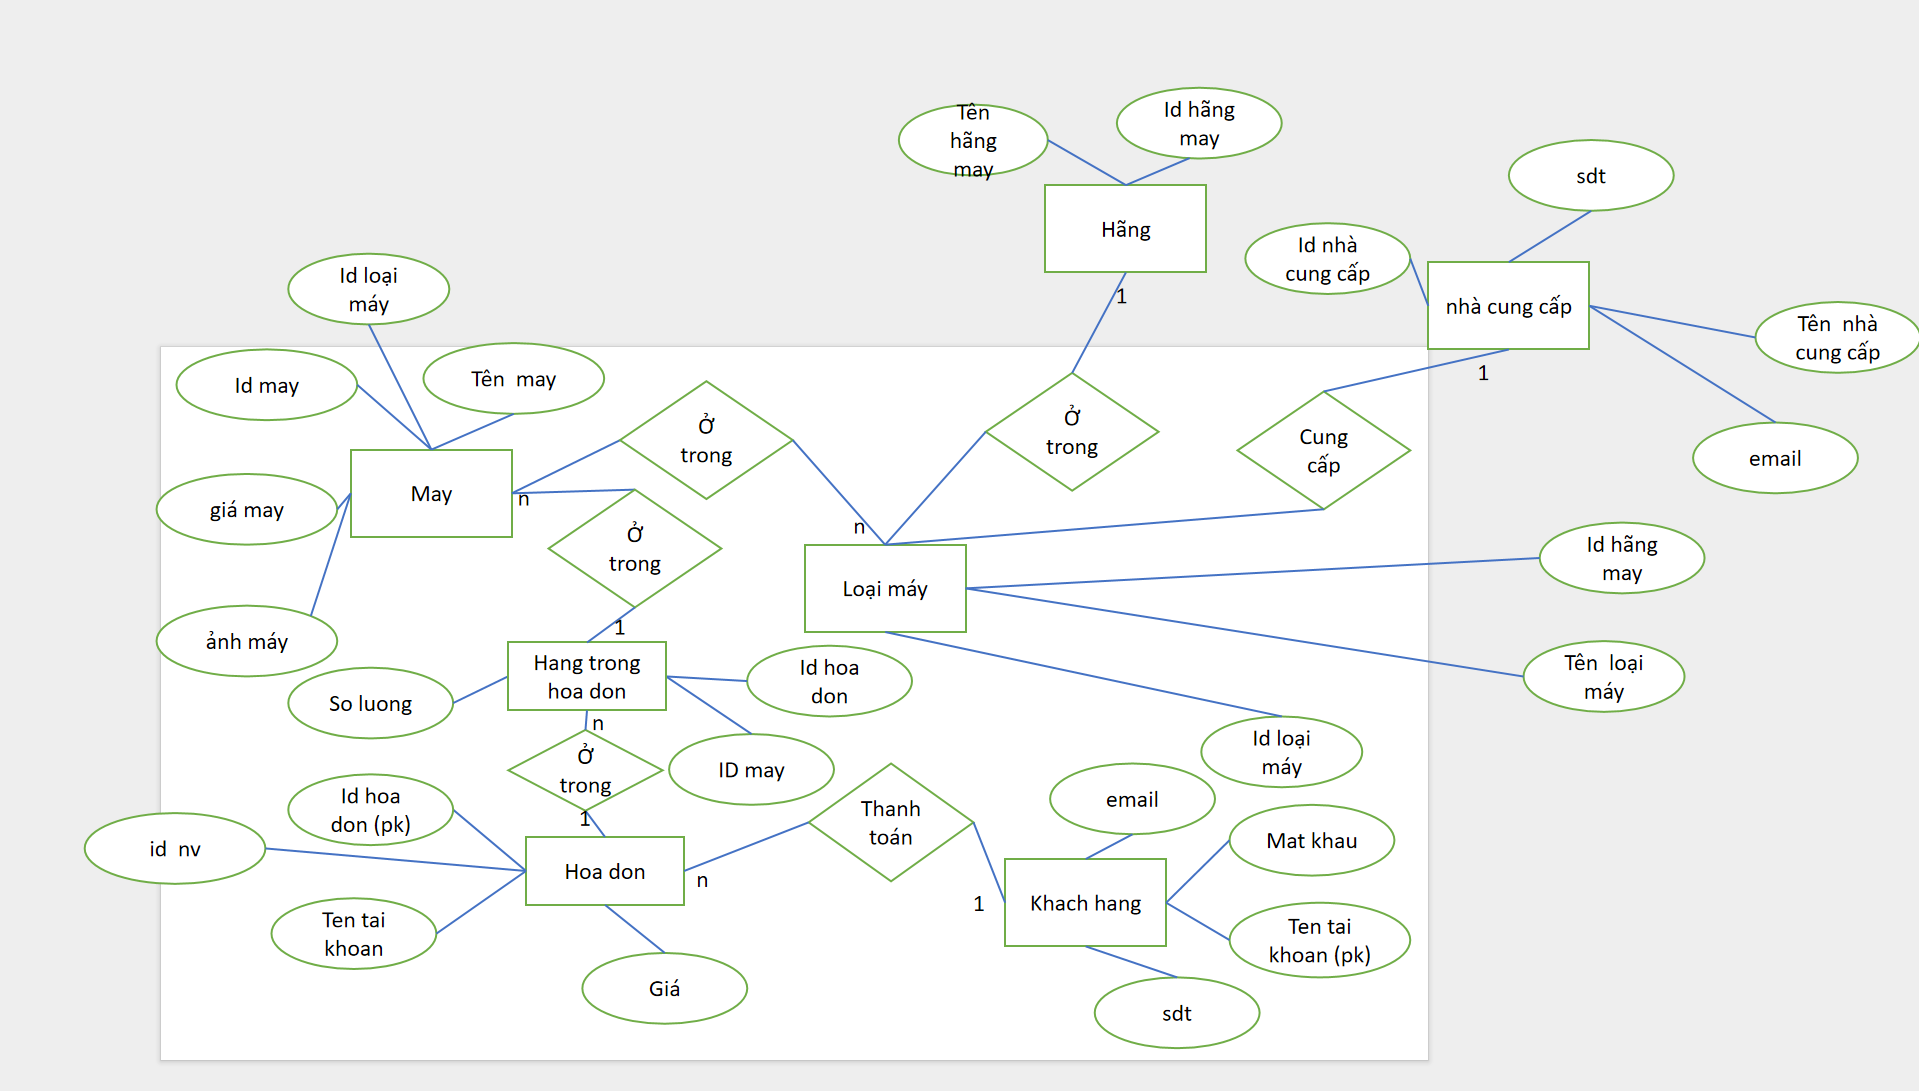 Tên
hãng
may
Id hãng
may
sdt
Hãng
Id nhà
cung cấp
nhà cung cấp
Tên  nhà
cung cấp
email
1
1
Id loại
máy
Id may
Tên  may
giá may
May
ảnh máy
Ở
trong
n
Ở
trong
Ở
trong
Cung
cấp
n
Loại máy
Id hãng
may
Tên  loại
máy
Id loại
máy
1
Hang trong
hoa don
So luong
Id hoa
don
ID may
n
Ở
trong
1
Id hoa
don (pk)
id  nv
Ten tai
khoan
Hoa don
n
Giá
Thanh
toán
1
Khach hang
email
Mat khau
Ten tai
khoan (pk)
sdt